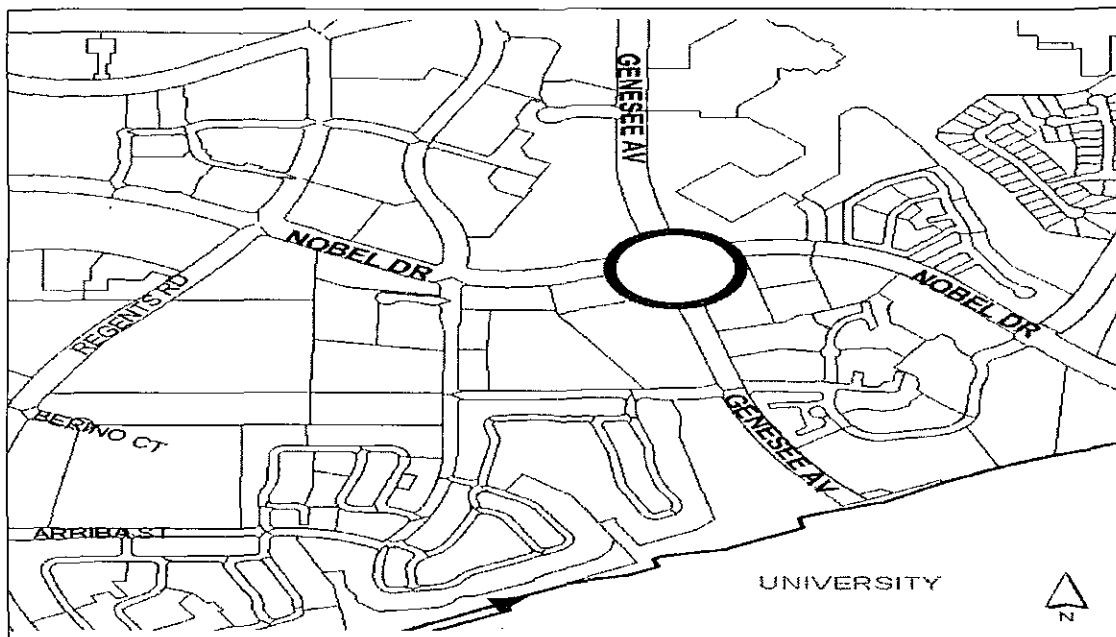 GENESEE AV
NOBEL DR
REGENTS RD
NOBEL DR
BERINO CT
GENESEE AV
ARRIBA ST
UNIVERSITY
N